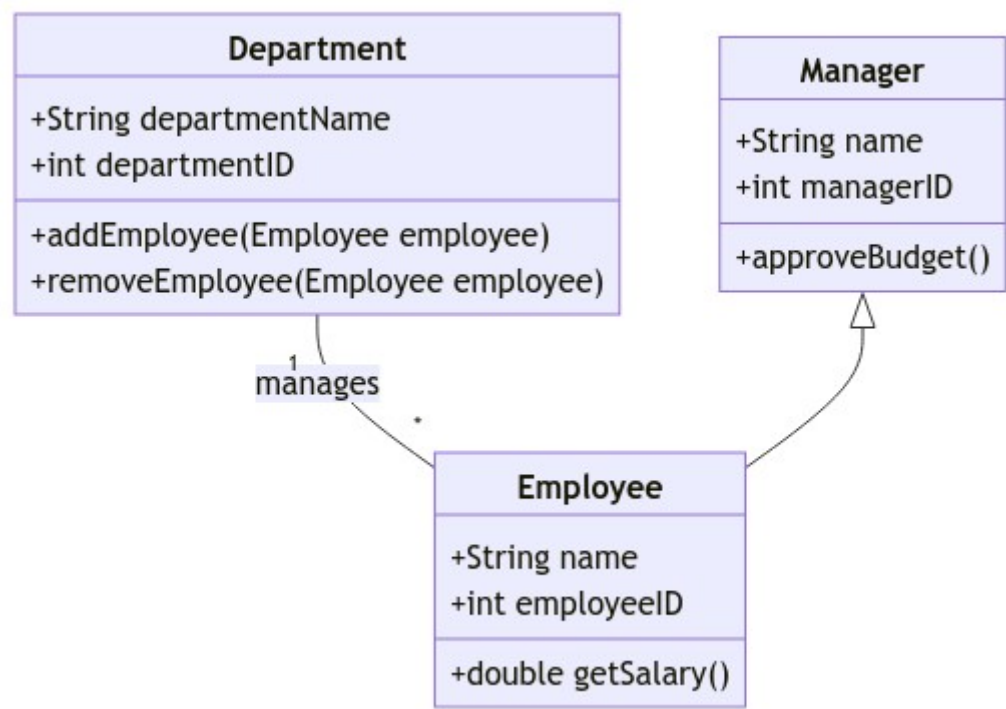 Department
+String departmentName
+int departmentID
+addEmployee(Employee employee)
+removeEmployee(Employee employee)
Manager
+String name
+int managerID
+approveBudget()
1
manages
*
Employee
+String name
+int employeeID
+double getSalary()